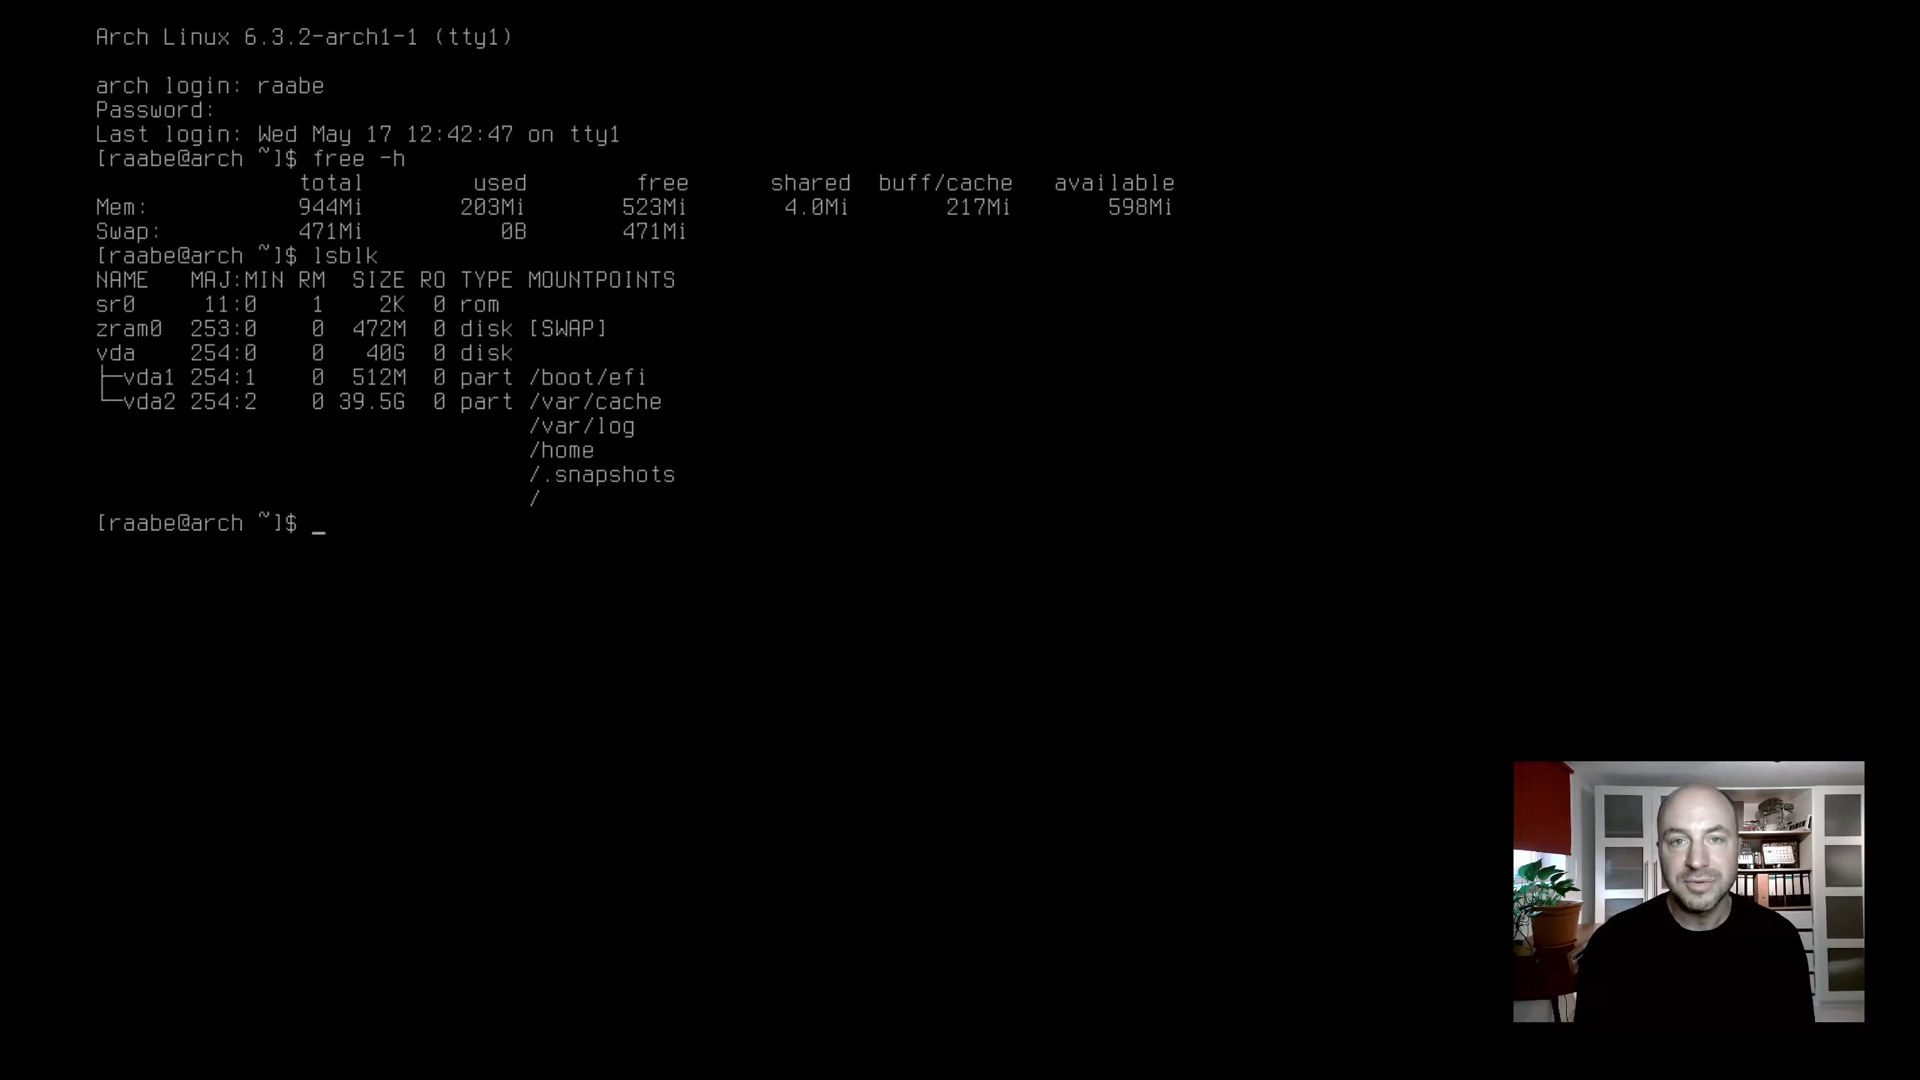 Arch Linux 6.3.2-arch1-1 (tty1)
arch login: raabe
Password:
Last login: Wed May 17 12:42:47 on tty1
[raabe@arch ~]$ free -h
               total        used        free      shared  buff/cache   available
Mem:           944Mi       203Mi       523Mi       4.0Mi       217Mi       598Mi
Swap:          471Mi          0B       471Mi
[raabe@arch ~]$ lsblk
NAME   MAJ:MIN RM   SIZE RO TYPE MOUNTPOINTS
sr0     11:0    1     2K  0 rom
zram0  253:0    0   472M  0 disk [SWAP]
vda    254:0    0    40G  0 disk
├─vda1 254:1    0   512M  0 part /boot/efi
└─vda2 254:2    0  39.5G  0 part /var/cache
/var/log
/home
/.snapshots
/
[raabe@arch ~]$ _